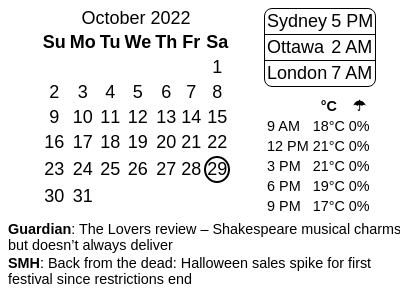 October 2022
Su Mo Tu We Th Fr Sa
1
2 3 4 5 6 7 8
9 10 11 12 13 14 15
16 17 18 19 20 21 22
23 24 25 26 27 28 29
30 31
Sydney 5 PM
Ottawa 2 AM
London 7 AM
°C ☂
9 AM 18°C 0%
12 PM 21°C 0%
3 PM 21°C 0%
6 PM 19°C 0%
9 PM 17°C 0%
Guardian: The Lovers review – Shakespeare musical charms
but doesn’t always deliver
SMH: Back from the dead: Halloween sales spike for first
festival since restrictions end